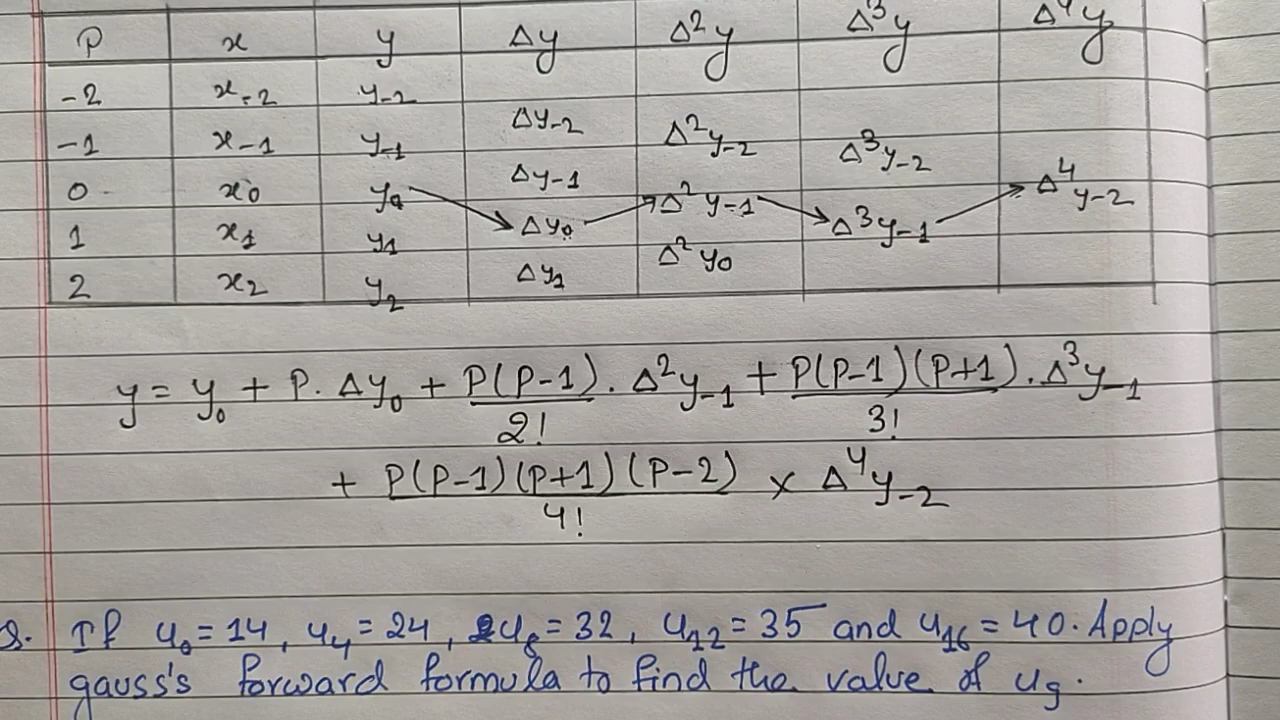 P x y Δy Δ²y Δ³y Δ⁴y
-2 x₋₂ y₋₂
Δy₋₂
-1 x₋₁ y₋₁ Δ²y₋₂
Δy₋₁ Δ³y₋₂
0 x₀ y₀ Δ²y₋₁ Δ⁴y₋₂
Δy₀ Δ³y₋₁
1 x₁ y₁ Δ²y₀
Δy₁
2 x₂ y₂
y = y₀ + P. Δy₀ + P(P-1)/2! . Δ²y₋₁ + P(P-1)(P+1)/3! . Δ³y₋₁
+ P(P-1)(P+1)(P-2)/4! × Δ⁴y₋₂
Q. If u₀ = 14, u₄ = 24, u₈ = 32, u₁₂ = 35 and u₁₆ = 40. Apply
gauss's forward formula to find the value of u₉.